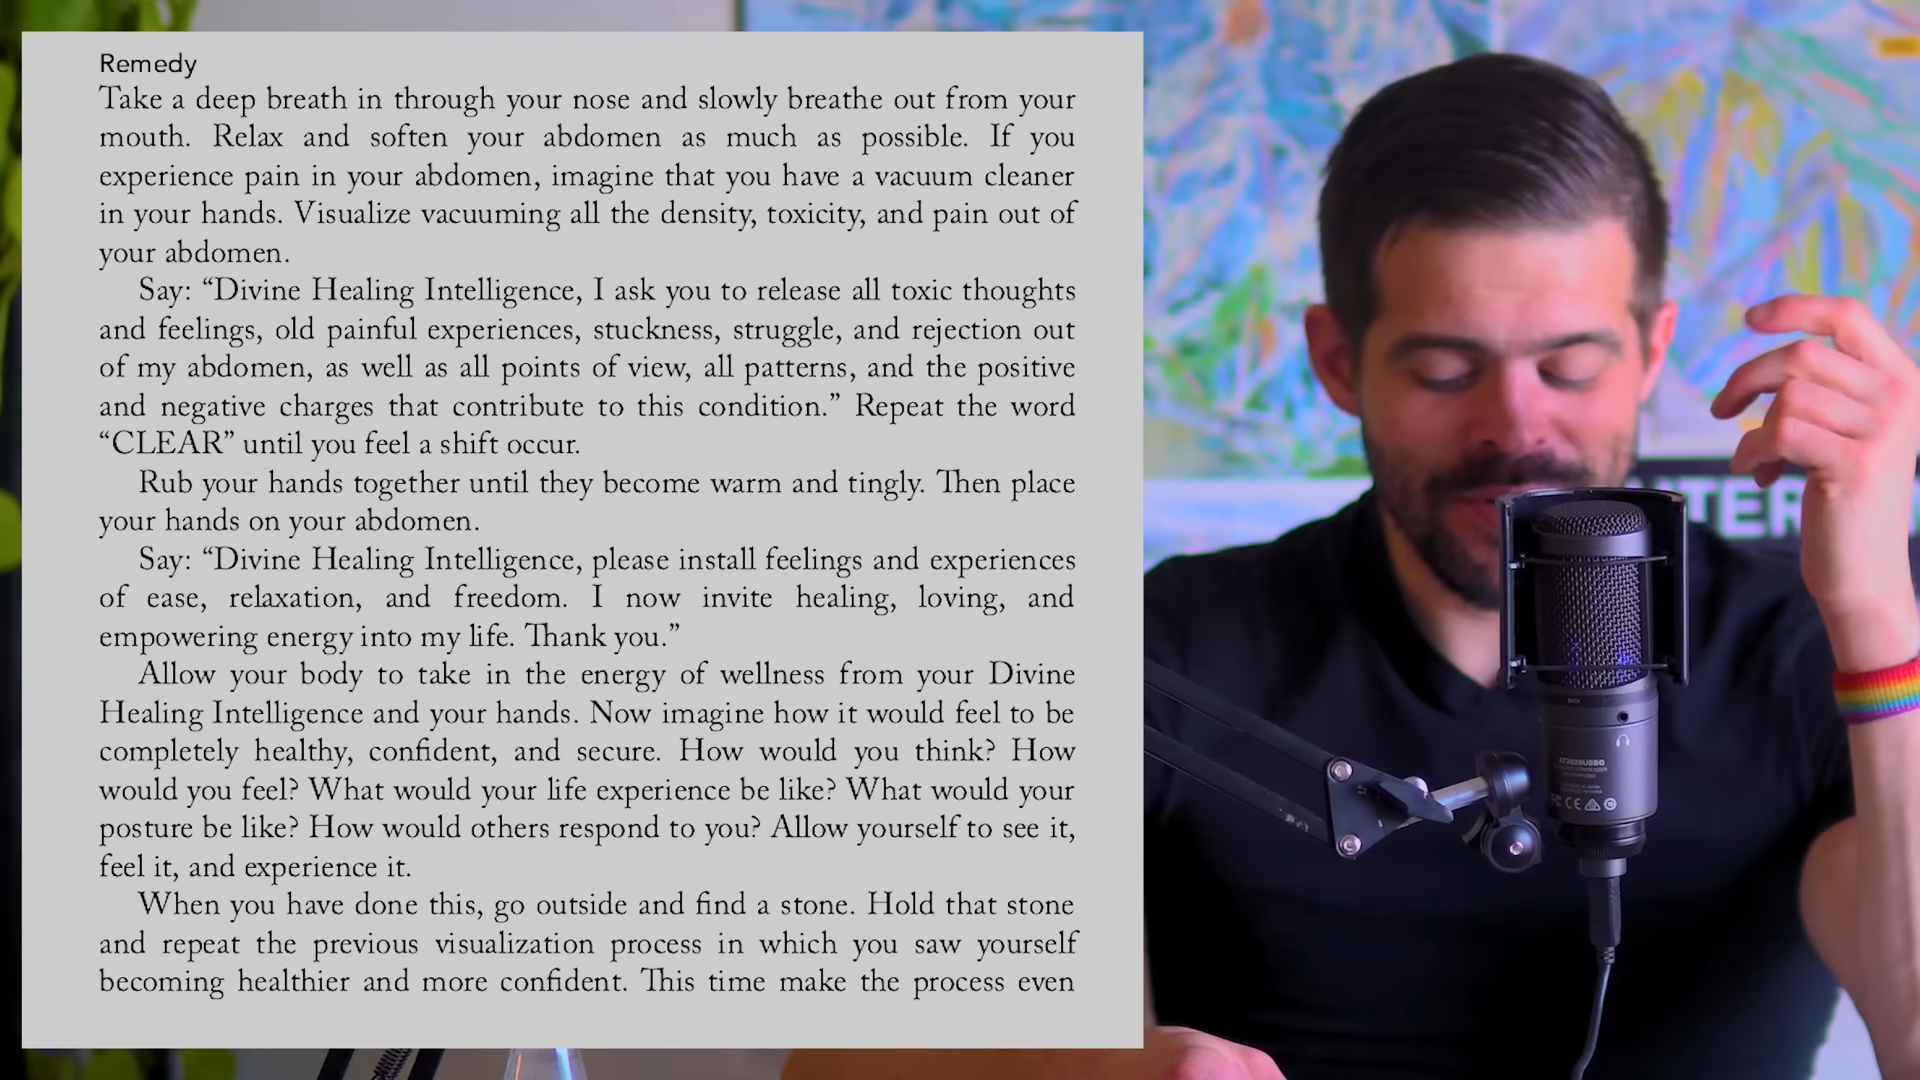 Remedy
Take a deep breath in through your nose and slowly breathe out from your
mouth. Relax and soften your abdomen as much as possible. If you
experience pain in your abdomen, imagine that you have a vacuum cleaner
in your hands. Visualize vacuuming all the density, toxicity, and pain out of
your abdomen.
Say: “Divine Healing Intelligence, I ask you to release all toxic thoughts
and feelings, old painful experiences, stuckness, struggle, and rejection out
of my abdomen, as well as all points of view, all patterns, and the positive
and negative charges that contribute to this condition.” Repeat the word
“CLEAR” until you feel a shift occur.
Rub your hands together until they become warm and tingly. Then place
your hands on your abdomen.
Say: “Divine Healing Intelligence, please install feelings and experiences
of ease, relaxation, and freedom. I now invite healing, loving, and
empowering energy into my life. Thank you.”
Allow your body to take in the energy of wellness from your Divine
Healing Intelligence and your hands. Now imagine how it would feel to be
completely healthy, confident, and secure. How would you think? How
would you feel? What would your life experience be like? What would your
posture be like? How would others respond to you? Allow yourself to see it,
feel it, and experience it.
When you have done this, go outside and find a stone. Hold that stone
and repeat the previous visualization process in which you saw yourself
becoming healthier and more confident. This time make the process even
NTER
AT2020USBD